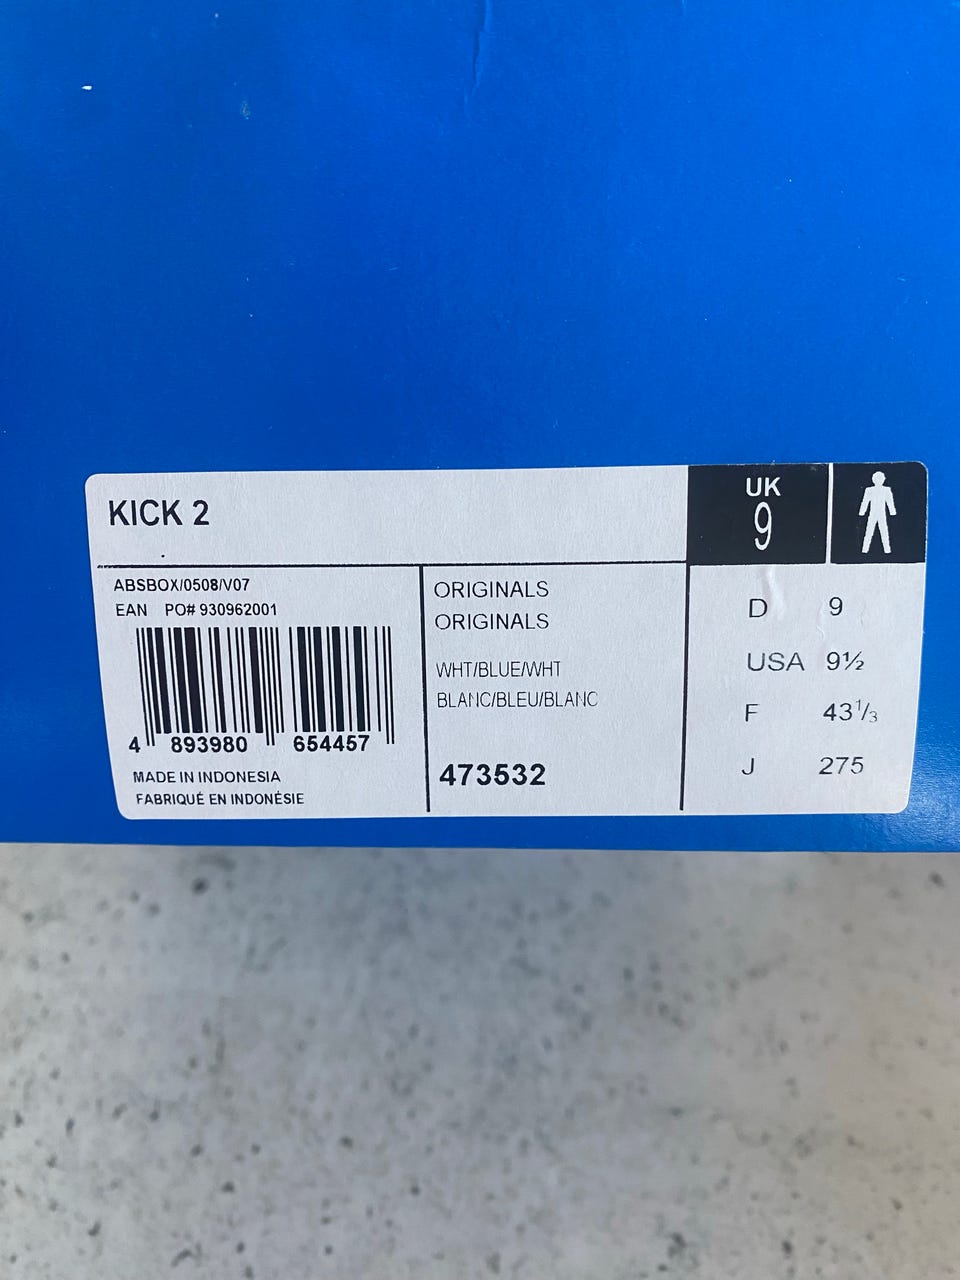 KICK 2
UK
9
ABSBOX/0508/V07
EAN PO# 930962001
4 893980 654457
MADE IN INDONESIA
FABRIQUÉ EN INDONÉSIE
ORIGINALS
ORIGINALS
WHT/BLUE/WHT
BLANC/BLEU/BLANC
473532
D 9
USA 9½
F 43⅓
J 275